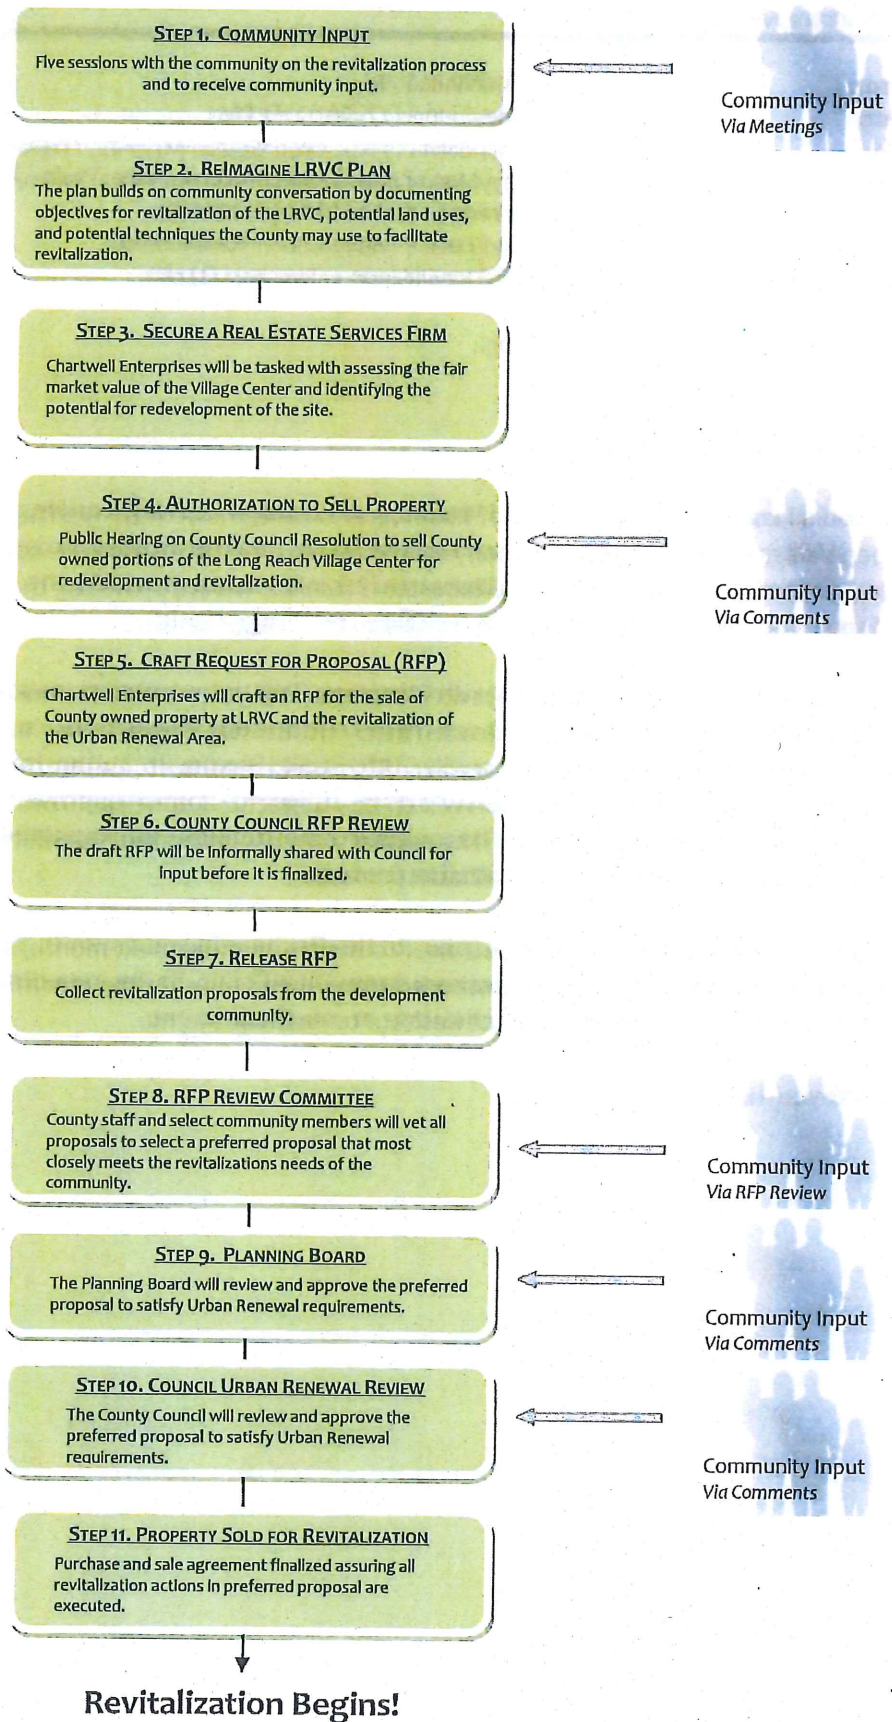 STEP 1. COMMUNITY INPUT
Five sessions with the community on the revitalization process
and to receive community input.
Community Input
Via Meetings
STEP 2. REIMAGINE LRVC PLAN
The plan builds on community conversation by documenting
objectives for revitalization of the LRVC, potential land uses,
and potential techniques the County may use to facilitate
revitalization.
STEP 3. SECURE A REAL ESTATE SERVICES FIRM
Chartwell Enterprises will be tasked with assessing the fair
market value of the Village Center and identifying the
potential for redevelopment of the site.
STEP 4. AUTHORIZATION TO SELL PROPERTY
Public Hearing on County Council Resolution to sell County
owned portions of the Long Reach Village Center for
redevelopment and revitalization.
Community Input
Via Comments
STEP 5. CRAFT REQUEST FOR PROPOSAL (RFP)
Chartwell Enterprises will craft an RFP for the sale of
County owned property at LRVC and the revitalization of
the Urban Renewal Area.
STEP 6. COUNTY COUNCIL RFP REVIEW
The draft RFP will be informally shared with Council for
input before it is finalized.
STEP 7. RELEASE RFP
Collect revitalization proposals from the development
community.
STEP 8. RFP REVIEW COMMITTEE
County staff and select community members will vet all
proposals to select a preferred proposal that most
closely meets the revitalizations needs of the
community.
Community Input
Via RFP Review
STEP 9. PLANNING BOARD
The Planning Board will review and approve the preferred
proposal to satisfy Urban Renewal requirements.
Community Input
Via Comments
STEP 10. COUNCIL URBAN RENEWAL REVIEW
The County Council will review and approve the
preferred proposal to satisfy Urban Renewal
requirements.
Community Input
Via Comments
STEP 11. PROPERTY SOLD FOR REVITALIZATION
Purchase and sale agreement finalized assuring all
revitalization actions in preferred proposal are
executed.
Revitalization Begins!